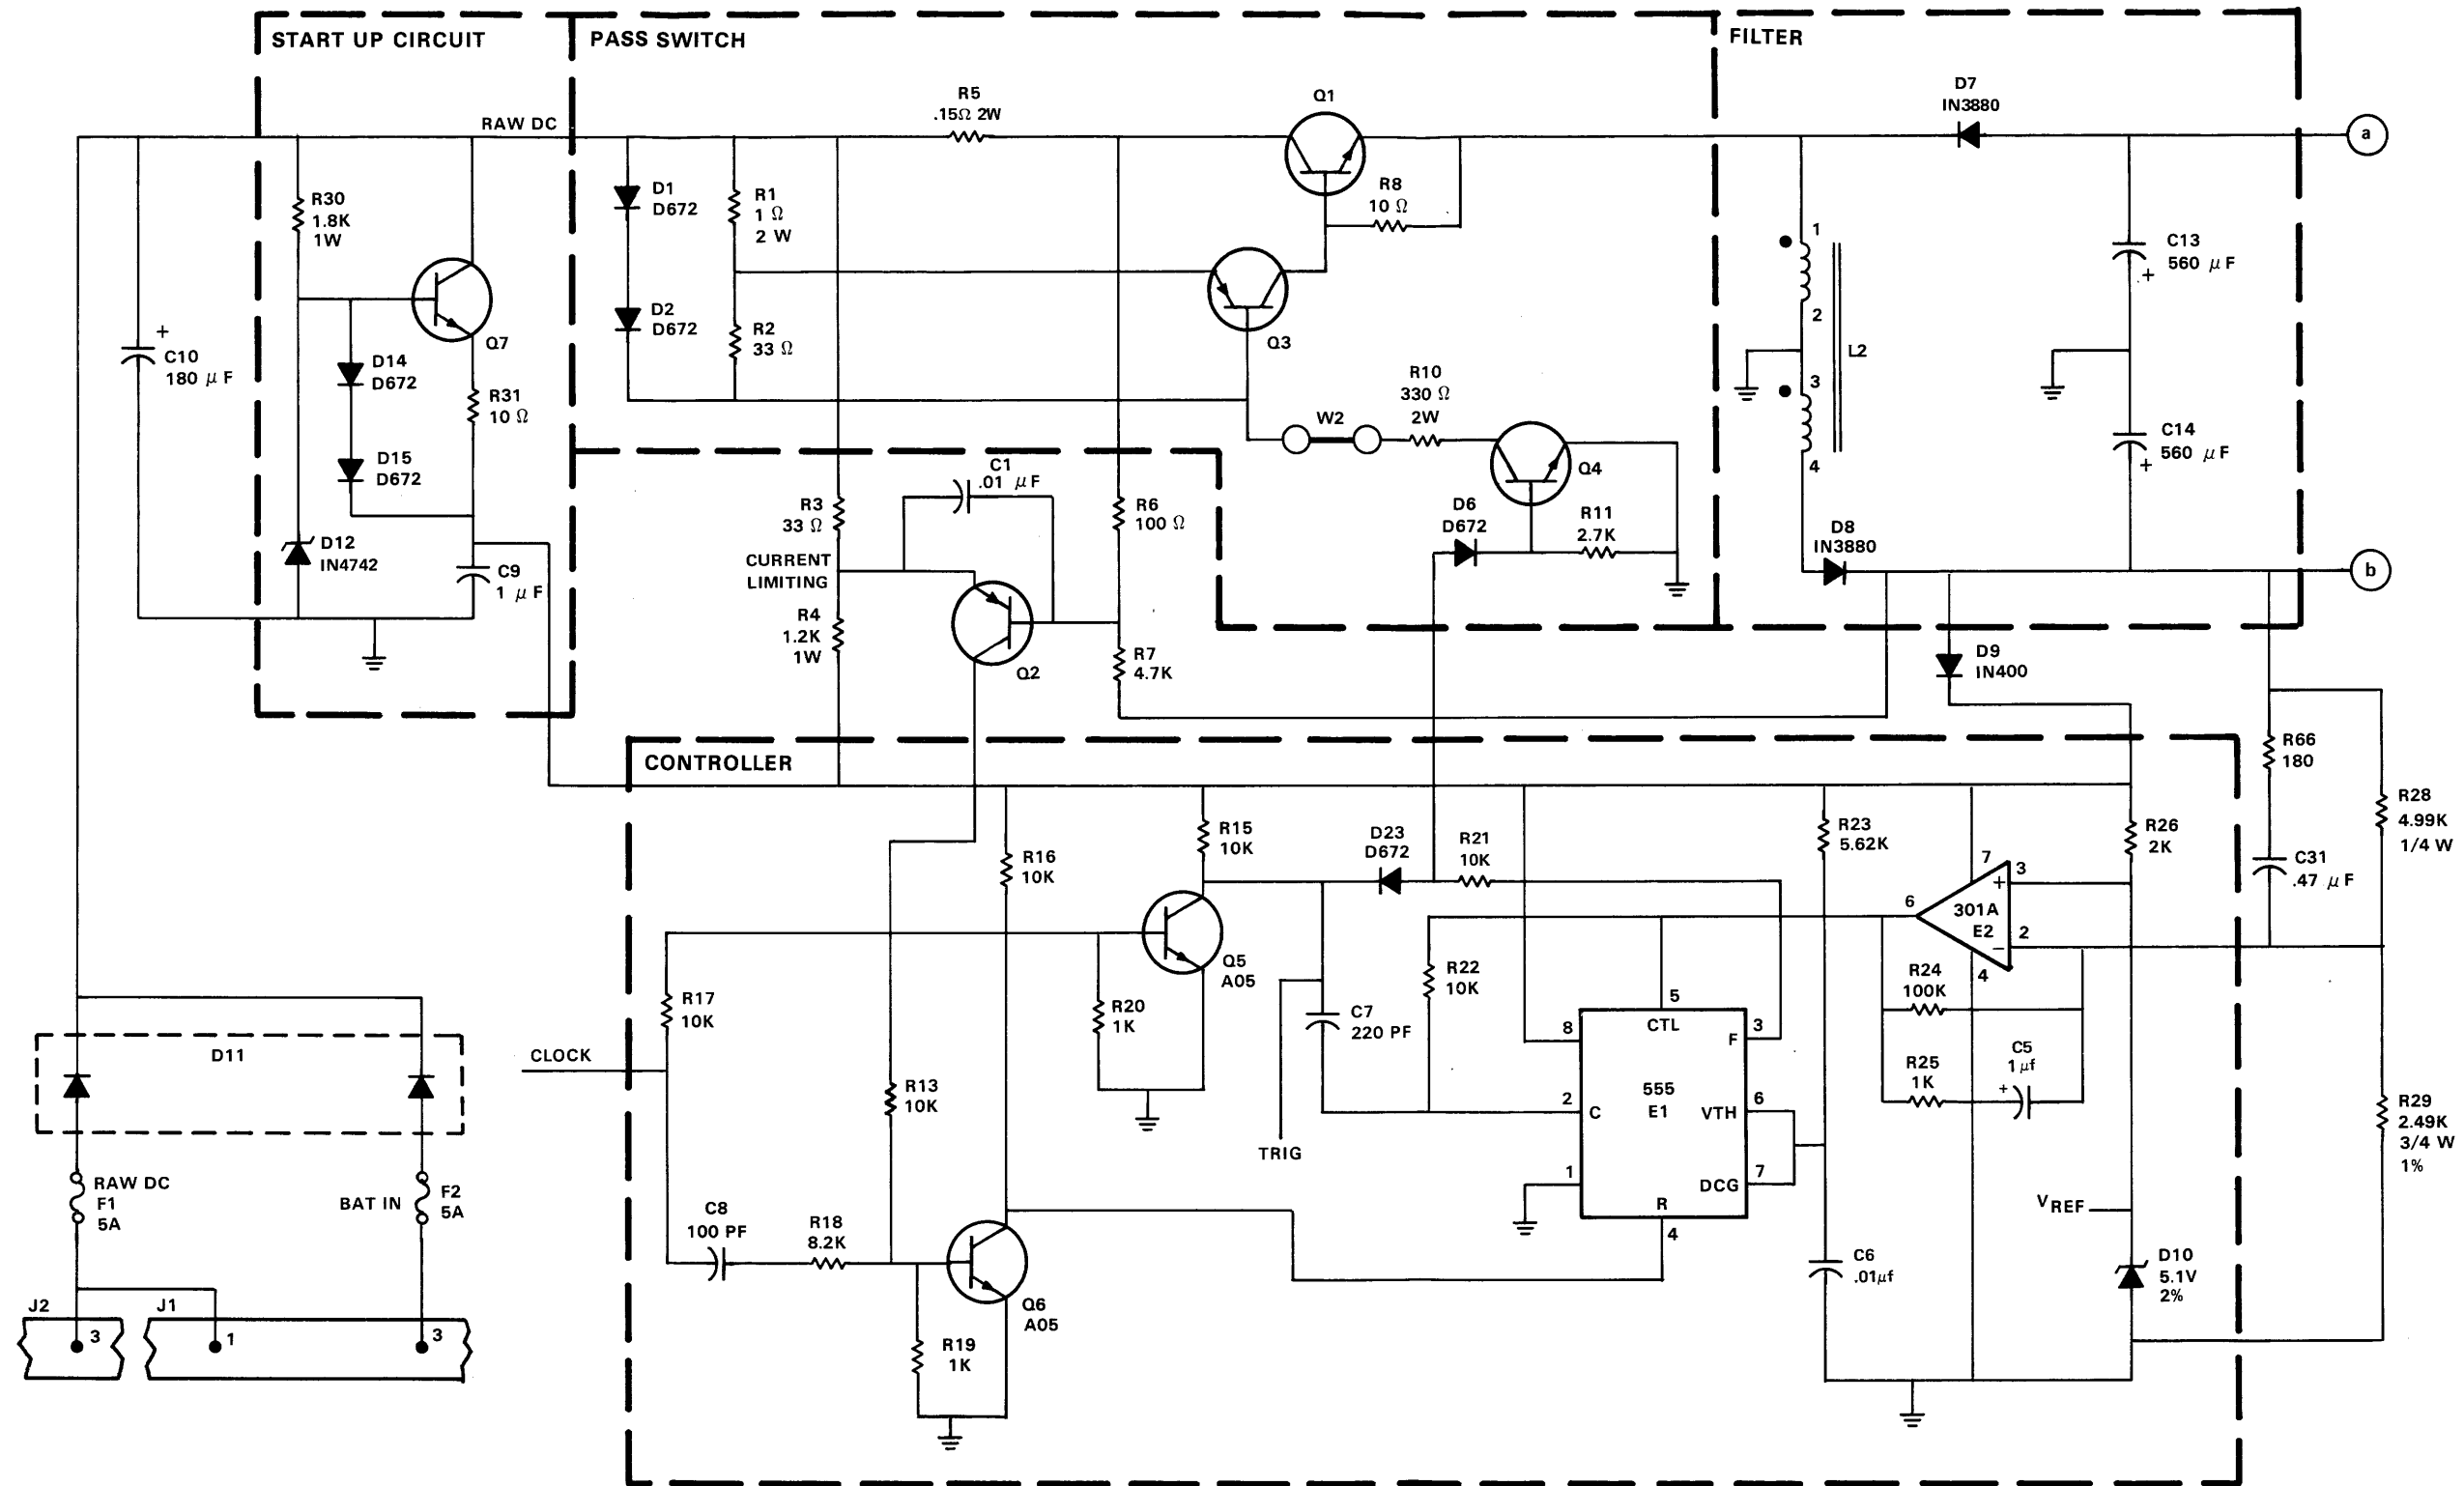 START UP CIRCUIT
PASS SWITCH
FILTER
RAW DC
R5
.15Ω 2W
Q1
D7
IN3880
a
R30
1.8K
1W
D1
D672
R1
1 Ω
2 W
R8
10 Ω
1
C13
560 μF
+
+
C10
180 μF
Q7
D2
D672
R2
33 Ω
Q3
2
L2
D14
D672
R31
10 Ω
R10
330 Ω
2W
W2
3
C14
560 μF
+
D15
D672
C1
.01 μF
Q4
4
R3
33 Ω
R6
100 Ω
D6
D672
R11
2.7K
D8
IN3880
D12
IN4742
CURRENT
LIMITING
C9
1 μF
b
R4
1.2K
1W
Q2
R7
4.7K
D9
IN400
CONTROLLER
R66
180
R28
4.99K
1/4 W
R16
10K
R15
10K
D23
D672
R21
10K
R23
5.62K
R26
2K
7
3
+
6
301A
E2
2
−
4
C31
.47 μF
Q5
A05
R22
10K
R24
100K
R17
10K
R20
1K
C7
220 PF
5
CTL
8
3
F
D11
CLOCK
R25
1K
C5
1μf
+
R13
10K
555
E1
2
C
VTH
6
R29
2.49K
3/4 W
1%
TRIG
1
DCG
7
RAW DC
F1
5A
BAT IN
F2
5A
R
4
VREF
C8
100 PF
R18
8.2K
C6
.01μf
D10
5.1V
2%
J2
3
J1
1
3
Q6
A05
R19
1K